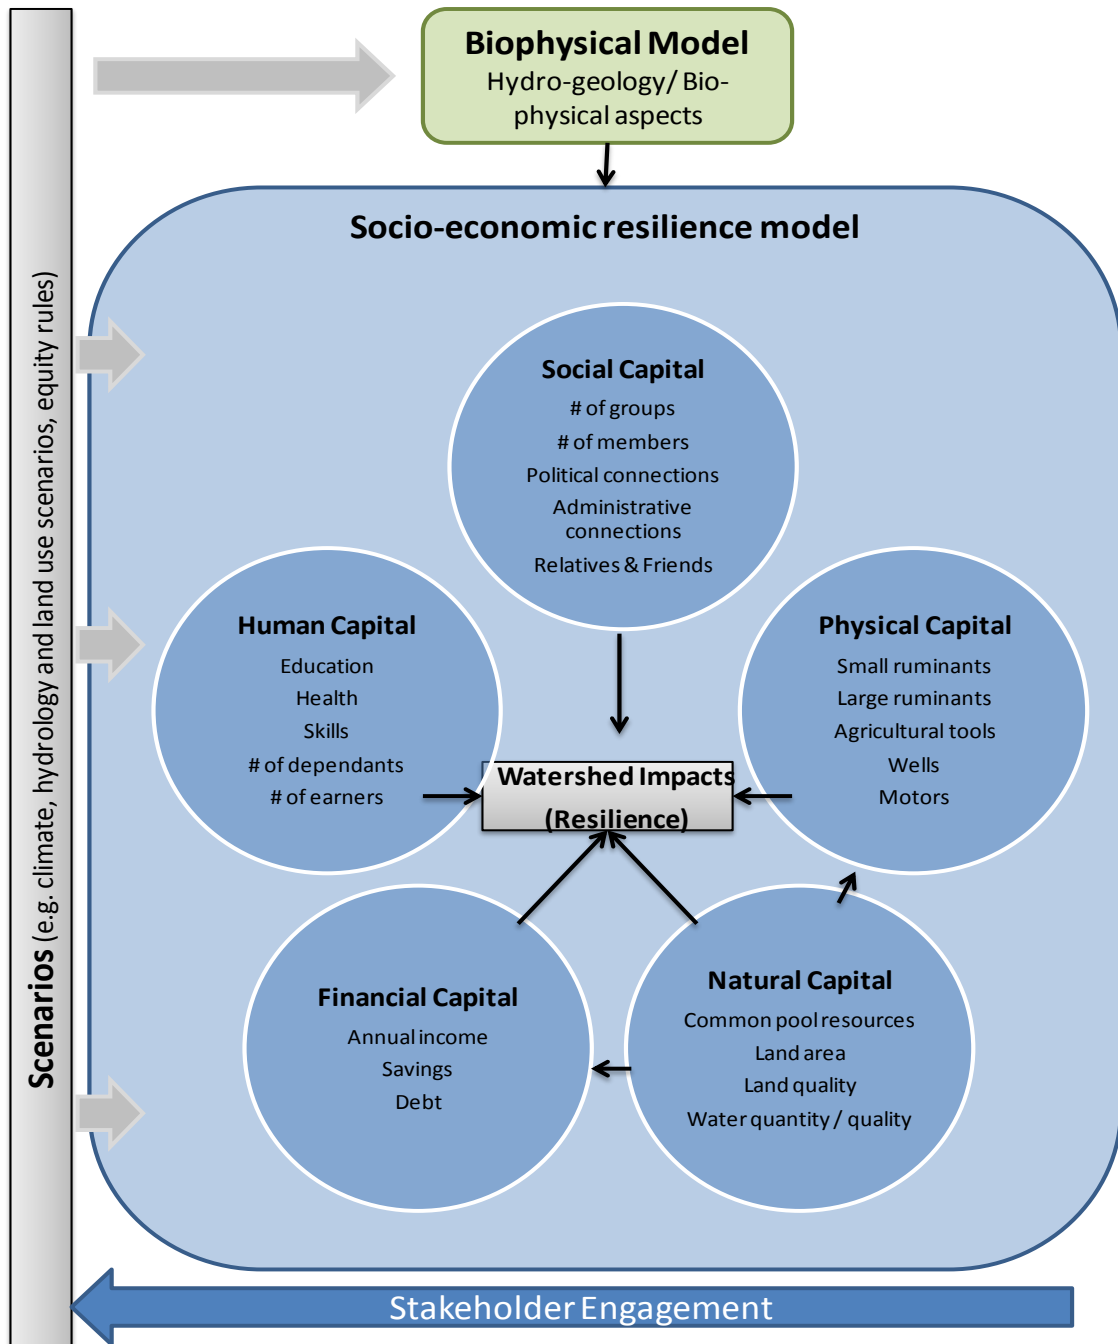 Biophysical Model
Hydro-geology/ Bio-
physical aspects
Socio-economic resilience model
Scenarios (e.g. climate, hydrology and land use scenarios, equity rules)
Social Capital
# of groups
# of members
Political connections
Administrative
connections
Relatives & Friends
Human Capital
Education
Health
Skills
# of dependants
# of earners
Physical Capital
Small ruminants
Large ruminants
Agricultural tools
Wells
Motors
Watershed Impacts
(Resilience)
Financial Capital
Annual income
Savings
Debt
Natural Capital
Common pool resources
Land area
Land quality
Water quantity / quality
Stakeholder Engagement